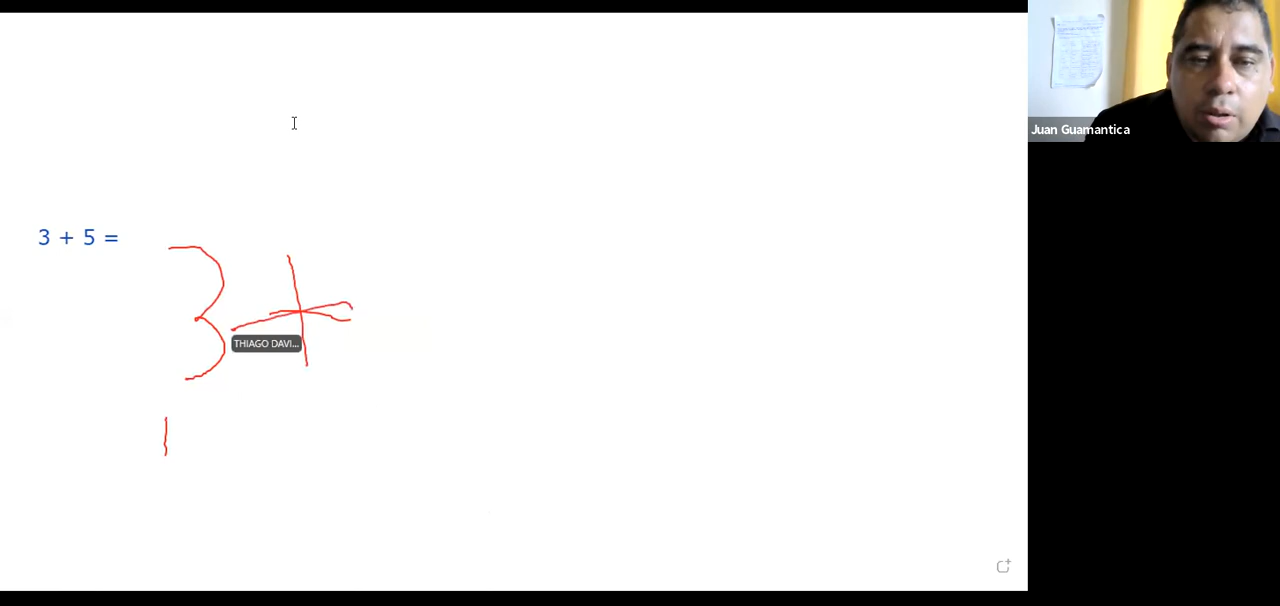 Juan Guamantica
3 + 5 =
3 +
THIAGO DAVI...
|